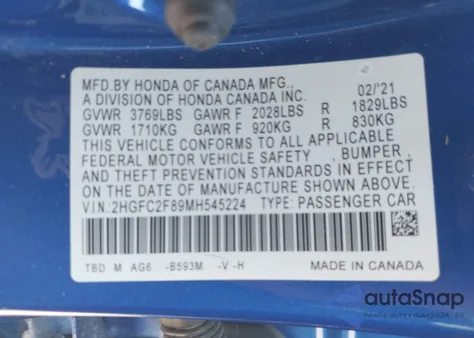 MFD.BY HONDA OF CANADA MFG., 02/'21
A DIVISION OF HONDA CANADA INC.
GVWR 3769LBS GAWR F 2028LBS R 1829LBS
GVWR 1710KG GAWR F 920KG R 830KG
THIS VEHICLE CONFORMS TO ALL APPLICABLE
FEDERAL MOTOR VEHICLE SAFETY , BUMPER,
AND THEFT PREVENTION STANDARDS IN EFFECT
ON THE DATE OF MANUFACTURE SHOWN ABOVE.
VIN: 2HGFC2F89MH545224 TYPE: PASSENGER CAR
TBD M AG6 -B593M -V -H MADE IN CANADA
autoSnap